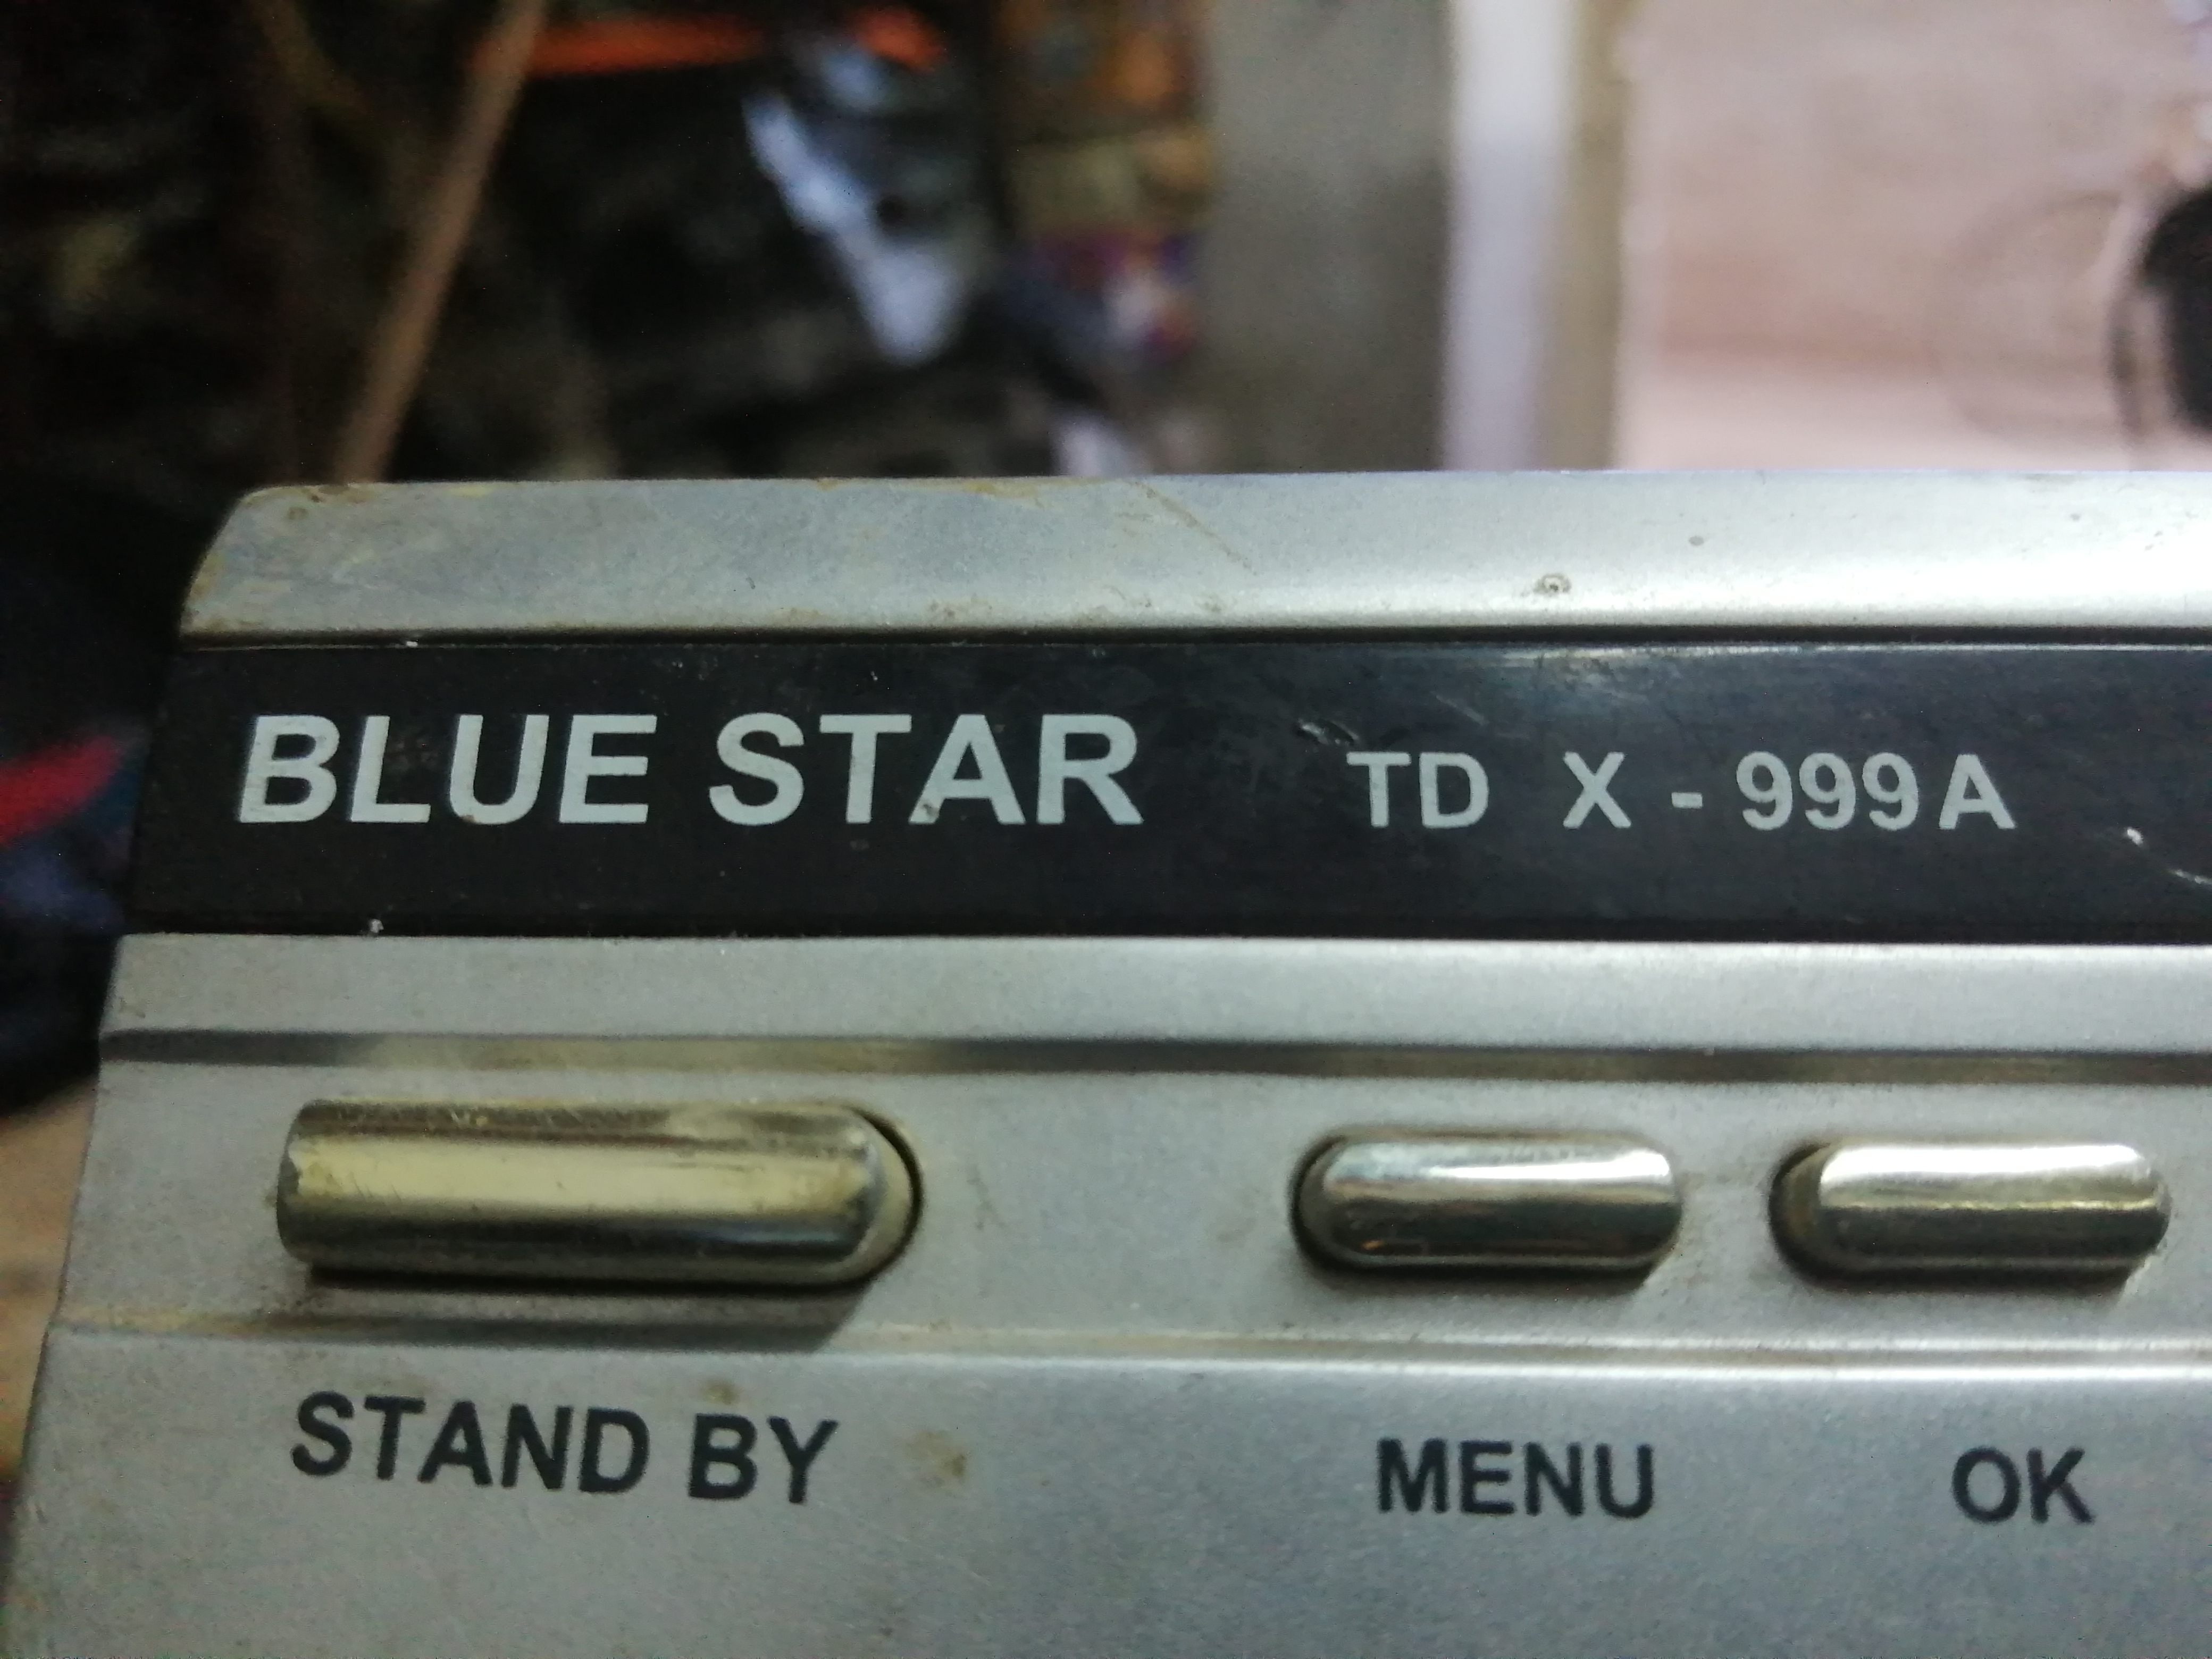 BLUE STAR TD X - 999A
STAND BY MENU OK